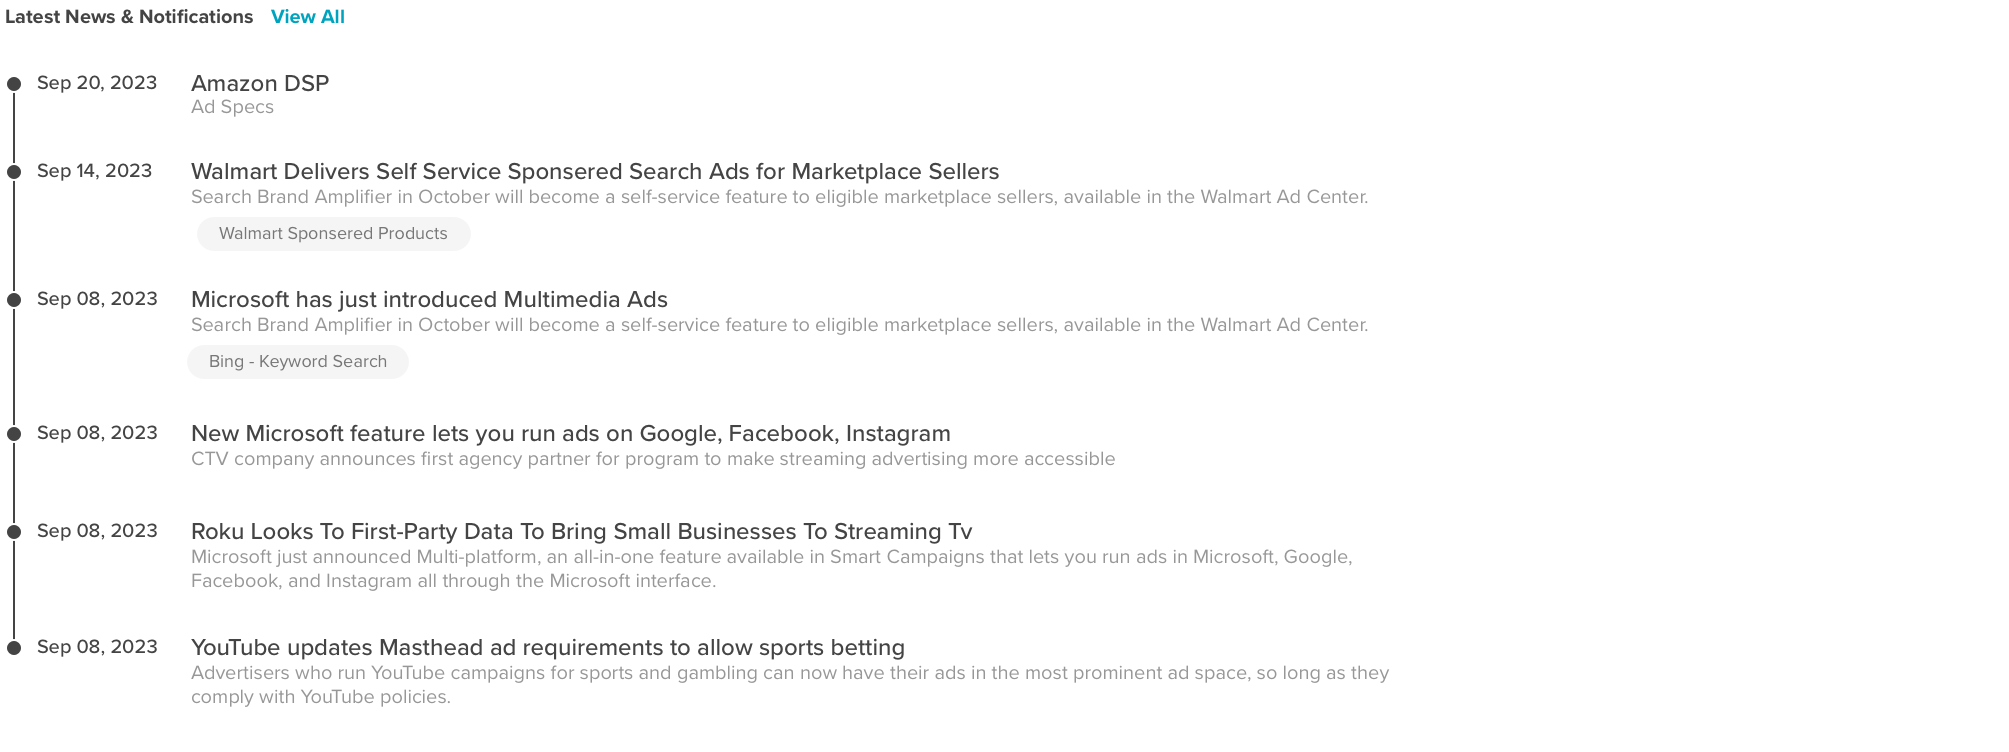 Latest News & Notifications View All
Sep 20, 2023 Amazon DSP
Ad Specs
Sep 14, 2023 Walmart Delivers Self Service Sponsered Search Ads for Marketplace Sellers
Search Brand Amplifier in October will become a self-service feature to eligible marketplace sellers, available in the Walmart Ad Center.
Walmart Sponsered Products
Sep 08, 2023 Microsoft has just introduced Multimedia Ads
Search Brand Amplifier in October will become a self-service feature to eligible marketplace sellers, available in the Walmart Ad Center.
Bing - Keyword Search
Sep 08, 2023 New Microsoft feature lets you run ads on Google, Facebook, Instagram
CTV company announces first agency partner for program to make streaming advertising more accessible
Sep 08, 2023 Roku Looks To First-Party Data To Bring Small Businesses To Streaming Tv
Microsoft just announced Multi-platform, an all-in-one feature available in Smart Campaigns that lets you run ads in Microsoft, Google,
Facebook, and Instagram all through the Microsoft interface.
Sep 08, 2023 YouTube updates Masthead ad requirements to allow sports betting
Advertisers who run YouTube campaigns for sports and gambling can now have their ads in the most prominent ad space, so long as they
comply with YouTube policies.